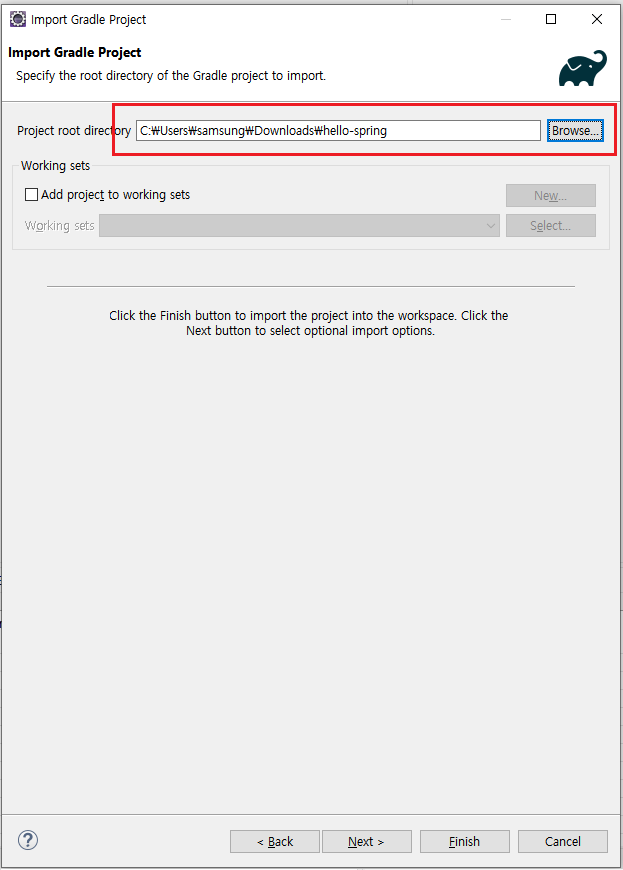 Import Gradle Project
Import Gradle Project
Specify the root directory of the Gradle project to import.
Project root directory C:₩Users₩samsung₩Downloads₩hello-spring Browse...
Working sets
Add project to working sets New...
Working sets Select...
Click the Finish button to import the project into the workspace. Click the
Next button to select optional import options.
? < Back Next > Finish Cancel